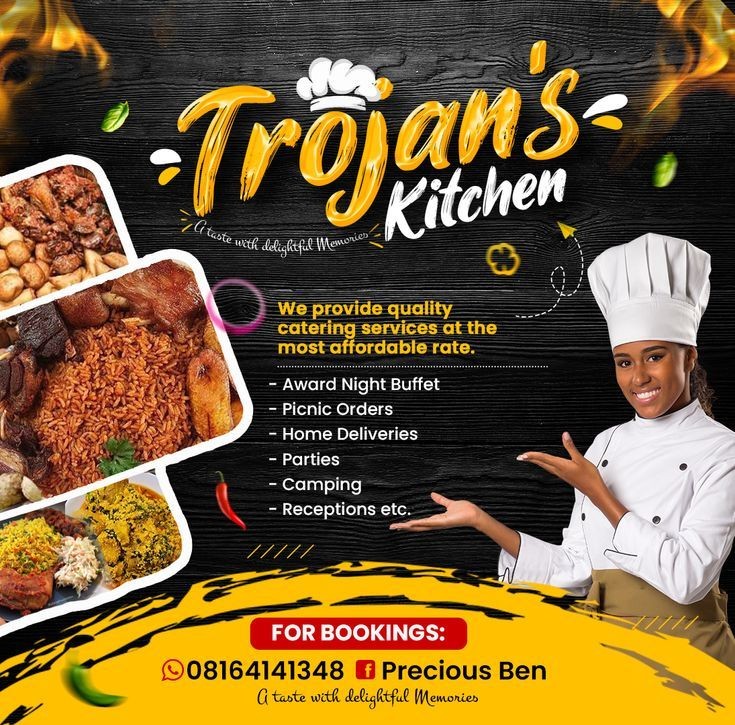 Trojan's
Kitchen
A taste with delightful Memories
We provide quality
catering services at the
most affordable rate.
- Award Night Buffet
- Picnic Orders
- Home Deliveries
- Parties
- Camping
- Receptions etc.
FOR BOOKINGS:
08164141348 f Precious Ben
A taste with delightful Memories